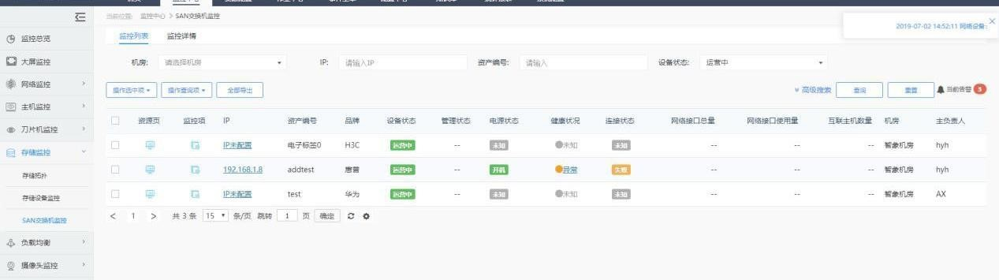 监控中心
当前位置: 监控中心 > SAN交换机监控
2019-07-02 14:52:11 网络设备:
监控总览
大屏监控
网络监控
主机监控
刀片机监控
存储监控
存储拓扑
存储设备监控
SAN交换机监控
负载均衡
摄像头监控
监控列表 监控详情
机房: 请选择机房 IP: 请输入IP 资产编号: 请输入 设备状态: 运营中
操作选中项 操作查询项 全部导出 高级搜索 查询 重置 当前告警 5
资源页 监控项 IP 资产编号 品牌 设备状态 管理状态 电源状态 健康状况 连接状态 网络接口总量 网络接口使用量 互联主机数量 机房 主负责人
IP未配置 电子标签0 H3C 运营中 -- 未知 未知 未知 -- -- -- 智象机房 hyh
192.168.1.8 addtest 惠普 运营中 -- 开机 异常 失败 -- -- -- 智象机房 hyh
IP未配置 test 华为 运营中 -- 未知 未知 未知 -- -- -- 智象机房 AX
< 1 > 共 3 条 15 条/页 跳转 1 页 确定